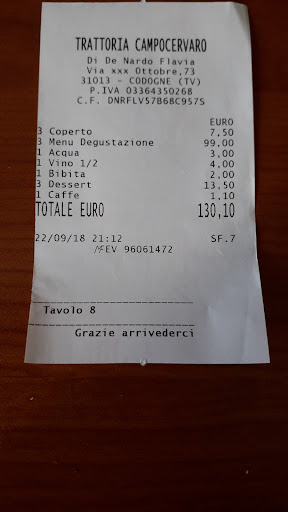 TRATTORIA CAMPOCERVARO
Di De Nardo Flavia
Via xxx Ottobre,73
31013 - CODOGNE (TV)
P.IVA 03364350268
C.F. DNRFLV57B68C957S
EURO
3 Coperto 7,50
3 Menu Degustazione 99,00
1 Acqua 3,00
1 Vino 1/2 4,00
1 Bibita 2,00
3 Dessert 13,50
1 Caffe 1,10
TOTALE EURO 130,10
22/09/18 21:12 SF.7
MFEV 96061472
Tavolo 8
Grazie arrivederci